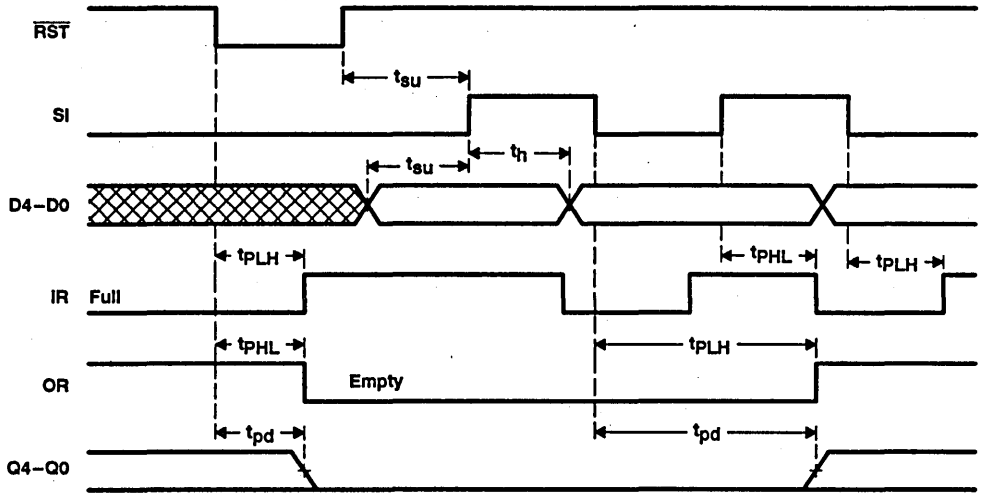 RST
tsu
SI
th
tsu
D4–D0
tPLH
tPHL
tPLH
IR Full
tPHL
tPLH
OR Empty
tpd
tpd
Q4–Q0